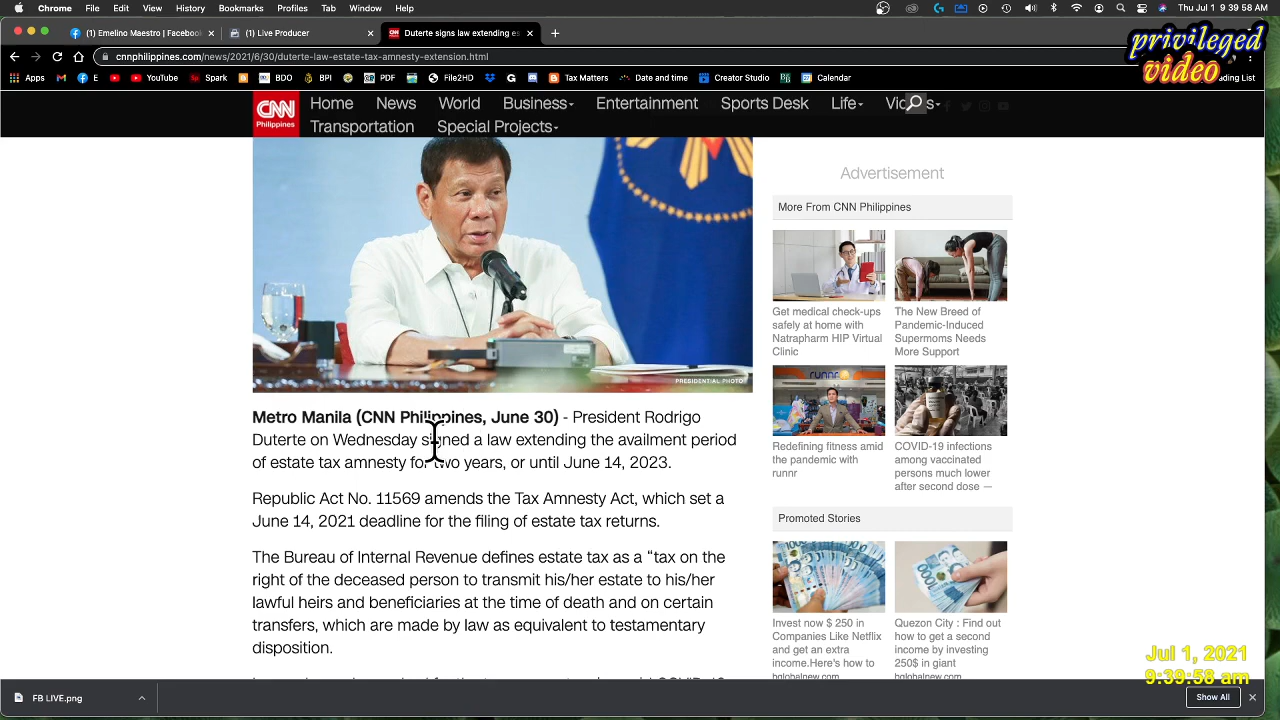 Chrome File Edit View History Bookmarks Profiles Tab Window Help
Thu Jul 1 9:39:58 AM
(1) Emelino Maestro | Facebook
(1) Live Producer
Duterte signs law extending es
cnnphilippines.com/news/2021/6/30/duterte-law-estate-tax-amnesty-extension.html
Apps E YouTube Spark BDO BPI PDF File2HD G Tax Matters Date and time Creator Studio Calendar
ding List
privileged
video
CNN
Philippines
Home News World Business Entertainment Sports Desk Life
Transportation Special Projects
PRESIDENTIAL PHOTO
Metro Manila (CNN Philippines, June 30) - President Rodrigo
Duterte on Wednesday signed a law extending the availment period
of estate tax amnesty for two years, or until June 14, 2023.
Republic Act No. 11569 amends the Tax Amnesty Act, which set a
June 14, 2021 deadline for the filing of estate tax returns.
The Bureau of Internal Revenue defines estate tax as a “tax on the
right of the deceased person to transmit his/her estate to his/her
lawful heirs and beneficiaries at the time of death and on certain
transfers, which are made by law as equivalent to testamentary
disposition.
Advertisement
More From CNN Philippines
Get medical check-ups
safely at home with
Natrapharm HIP Virtual
Clinic
The New Breed of
Pandemic-Induced
Supermoms Needs
More Support
runnr
Redefining fitness amid
the pandemic with
runnr
COVID-19 infections
among vaccinated
persons much lower
after second dose —
Promoted Stories
Invest now $ 250 in
Companies Like Netflix
and get an extra
income.Here's how to
bglobalnew.com
Quezon City : Find out
how to get a second
income by investing
250$ in giant
bglobalnew.com
Jul 1, 2021
9:39:58 am
FB LIVE.png
Show All